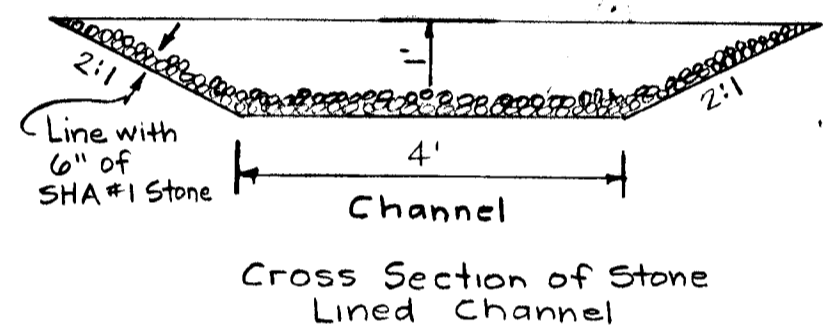 2:1
1'
2:1
Line with
6" of
SHA #1 Stone
4'
Channel
Cross Section of Stone
Lined Channel